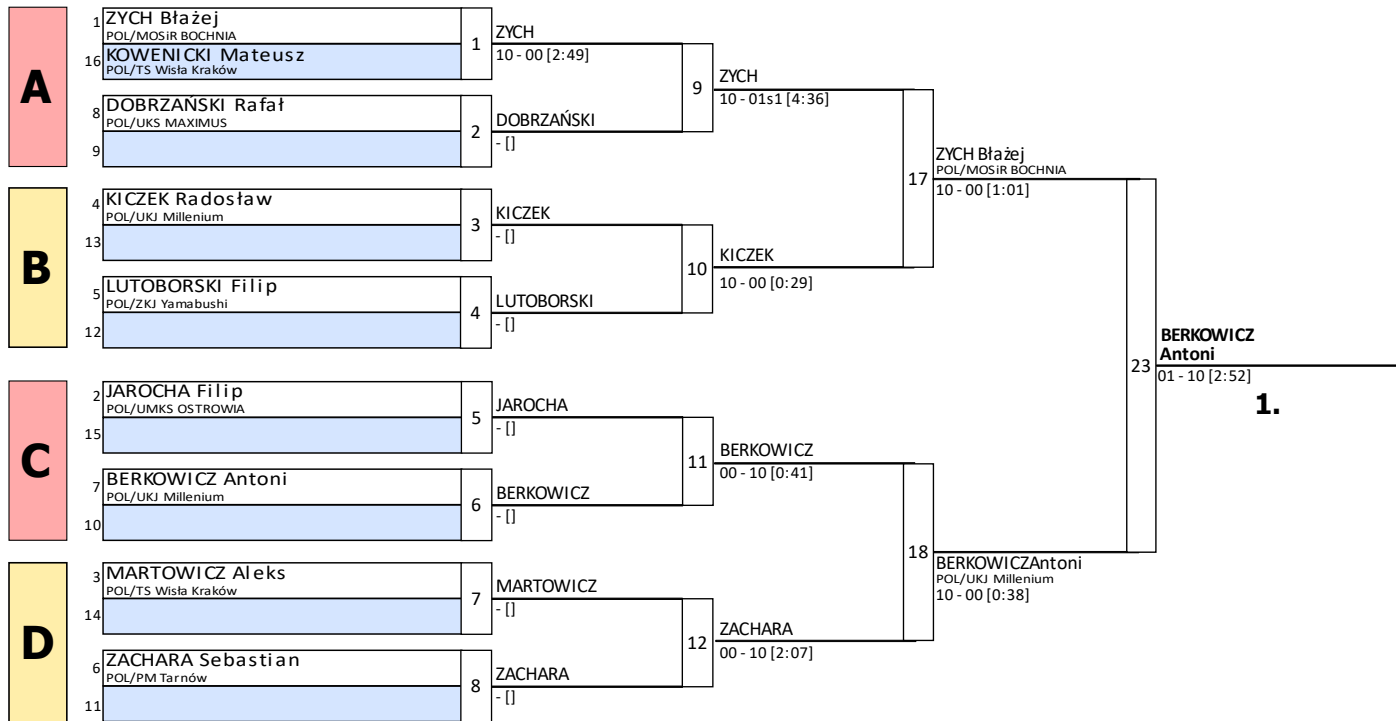 A
1 ZYCH Błażej
POL/MOSiR BOCHNIA
16 KOWENICKI Mateusz
POL/TS Wisła Kraków
1
ZYCH
10 - 00 [2:49]
8 DOBRZAŃSKI Rafał
POL/UKS MAXIMUS
9
2
DOBRZAŃSKI
- []
9
ZYCH
10 - 01s1 [4:36]
B
4 KICZEK Radosław
POL/UKJ Millenium
13
3
KICZEK
- []
5 LUTOBORSKI Filip
POL/ZKJ Yamabushi
12
4
LUTOBORSKI
- []
10
KICZEK
10 - 00 [0:29]
17
ZYCH Błażej
POL/MOSiR BOCHNIA
10 - 00 [1:01]
C
2 JAROCHA Filip
POL/UMKS OSTROWIA
15
5
JAROCHA
- []
7 BERKOWICZ Antoni
POL/UKJ Millenium
10
6
BERKOWICZ
- []
11
BERKOWICZ
00 - 10 [0:41]
D
3 MARTOWICZ Aleks
POL/TS Wisła Kraków
14
7
MARTOWICZ
- []
6 ZACHARA Sebastian
POL/PM Tarnów
11
8
ZACHARA
- []
12
ZACHARA
00 - 10 [2:07]
18
BERKOWICZAntoni
POL/UKJ Millenium
10 - 00 [0:38]
23
BERKOWICZ
Antoni
01 - 10 [2:52]
1.